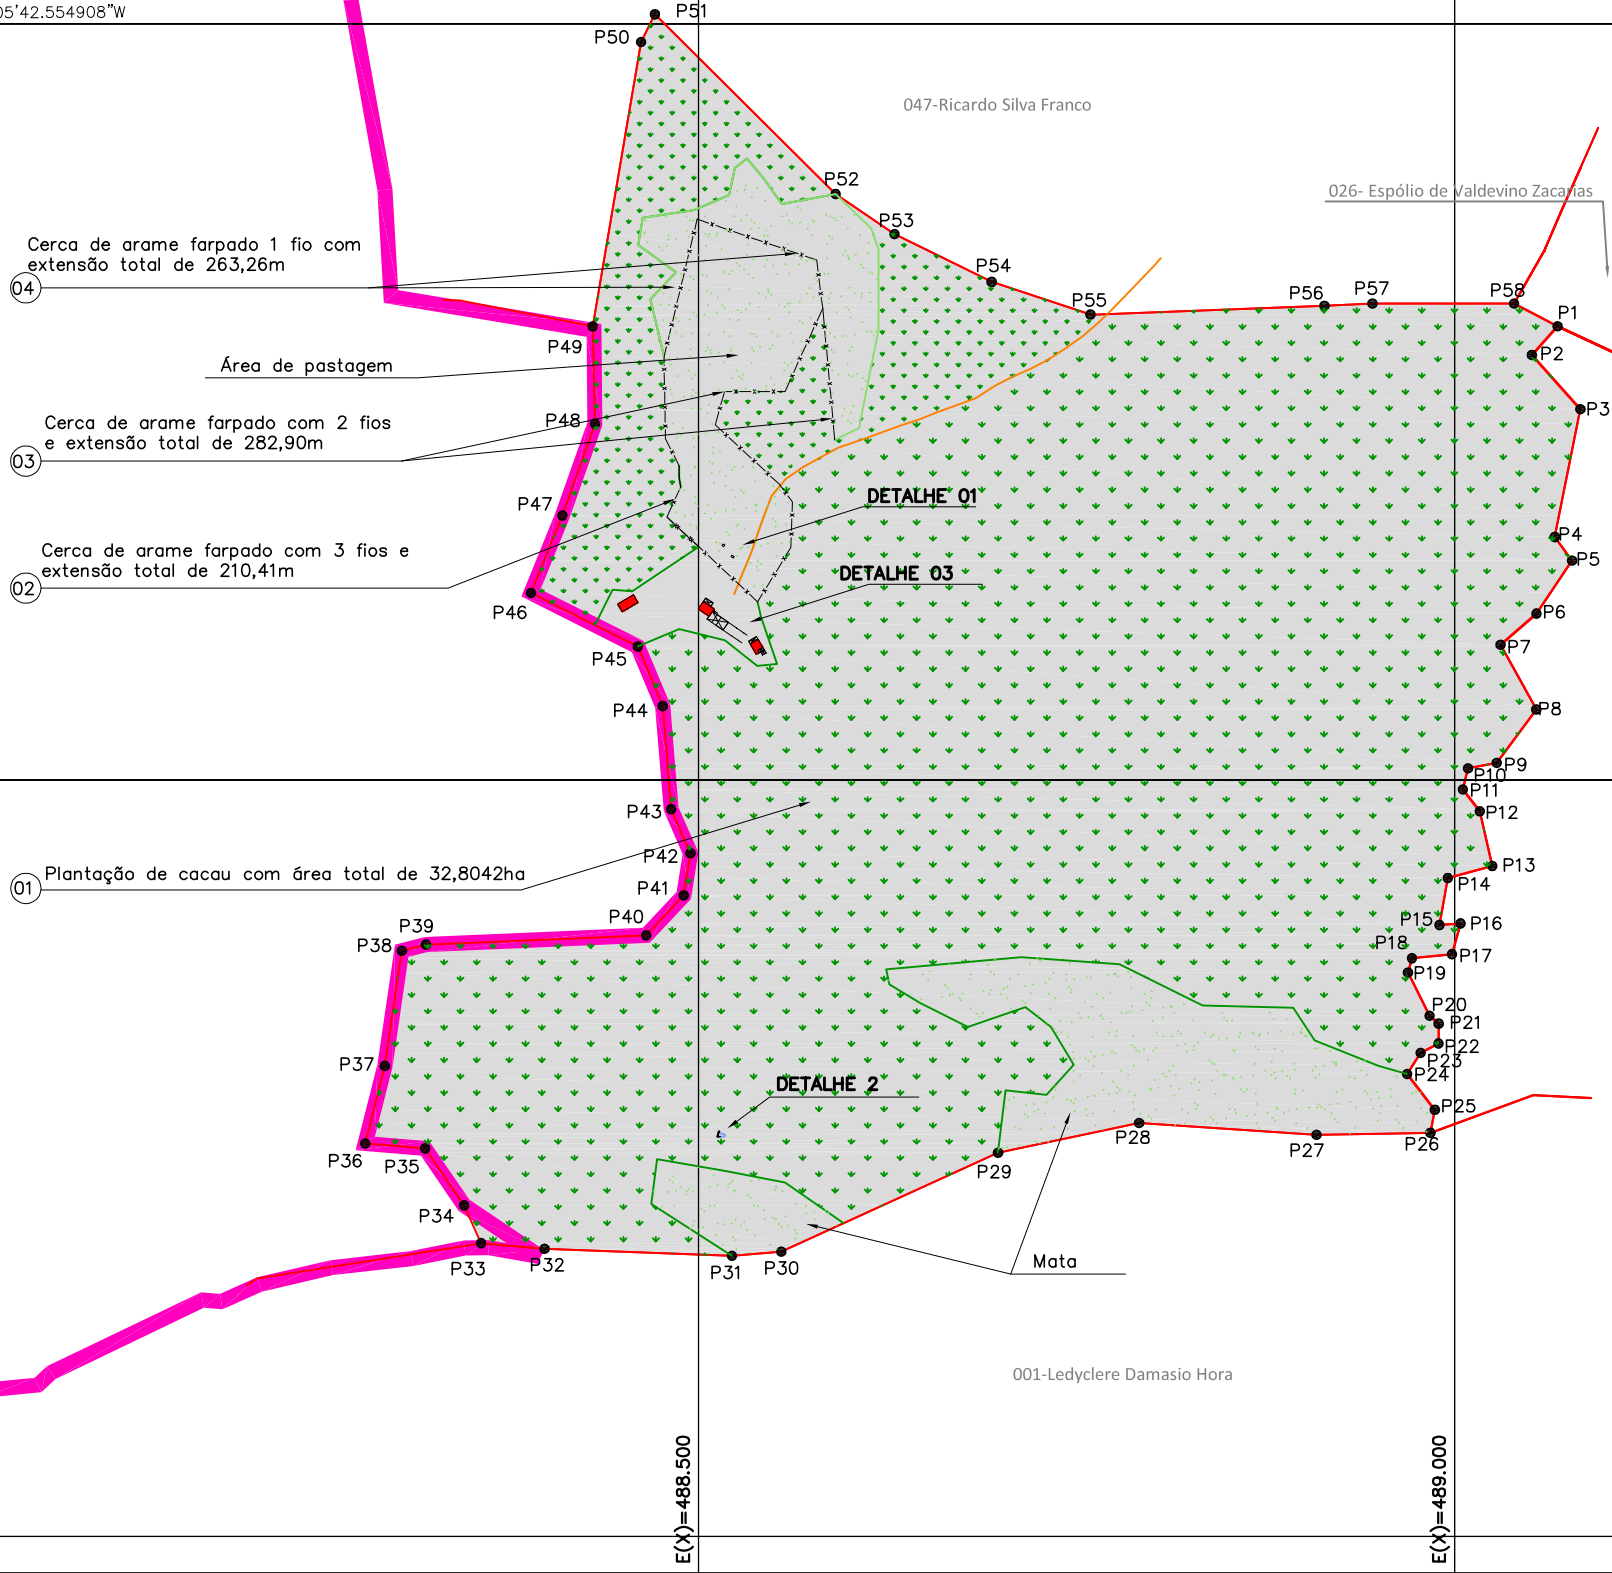 05'42.554908"W
P51
P50
047-Ricardo Silva Franco
P52
026- Espólio de Valdevino Zacarias
P53
Cerca de arame farpado 1 fio com
extensão total de 263,26m
04
P54
P55
P56
P57
P58
P1
P49
P2
Área de pastagem
P3
Cerca de arame farpado com 2 fios
e extensão total de 282,90m
03
P48
P47
DETALHE 01
P4
P5
Cerca de arame farpado com 3 fios e
extensão total de 210,41m
02
DETALHE 03
P46
P6
P45
P7
P44
P8
P9
P10
P11
P43
P12
P42
P13
01
Plantação de cacau com área total de 32,8042ha
P14
P41
P40
P39
P38
P15
P16
P18
P17
P19
P20
P21
P22
P23
P37
P24
DETALHE 2
P25
P28
P27
P26
P36
P35
P29
P34
P33
P32
P31
P30
Mata
001-Ledyclere Damasio Hora
E(X)=488.500
E(X)=489.000